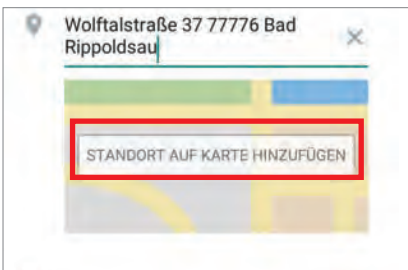 Wolftalstraße 37 77776 Bad
Rippoldsau
STANDORT AUF KARTE HINZUFÜGEN